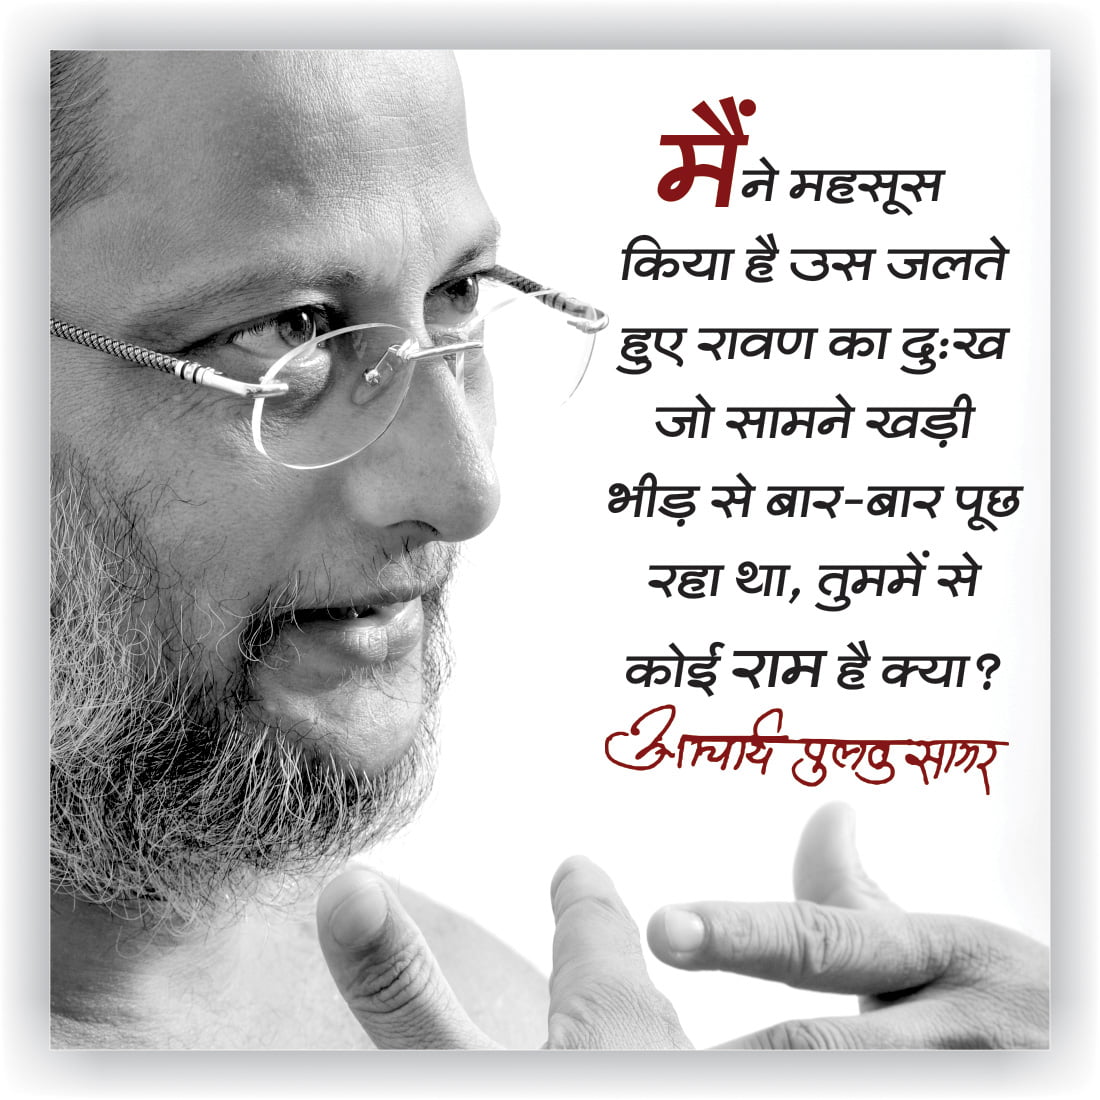 मैंने महसूस
किया है उस जलते
हुए रावण का दु:ख
जो सामने खड़ी
भीड़ से बार-बार पूछ
रहा था, तुममें से
कोई राम है क्या?
आचार्य पुलक सागर